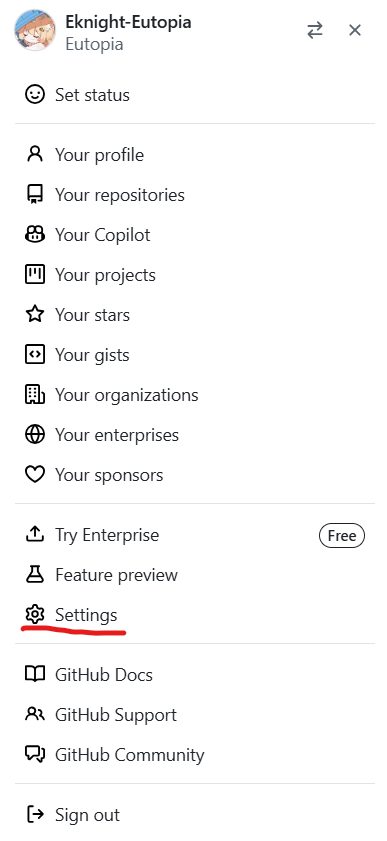 Eknight-Eutopia
Eutopia
Set status
Your profile
Your repositories
Your Copilot
Your projects
Your stars
Your gists
Your organizations
Your enterprises
Your sponsors
Try Enterprise Free
Feature preview
Settings
GitHub Docs
GitHub Support
GitHub Community
Sign out